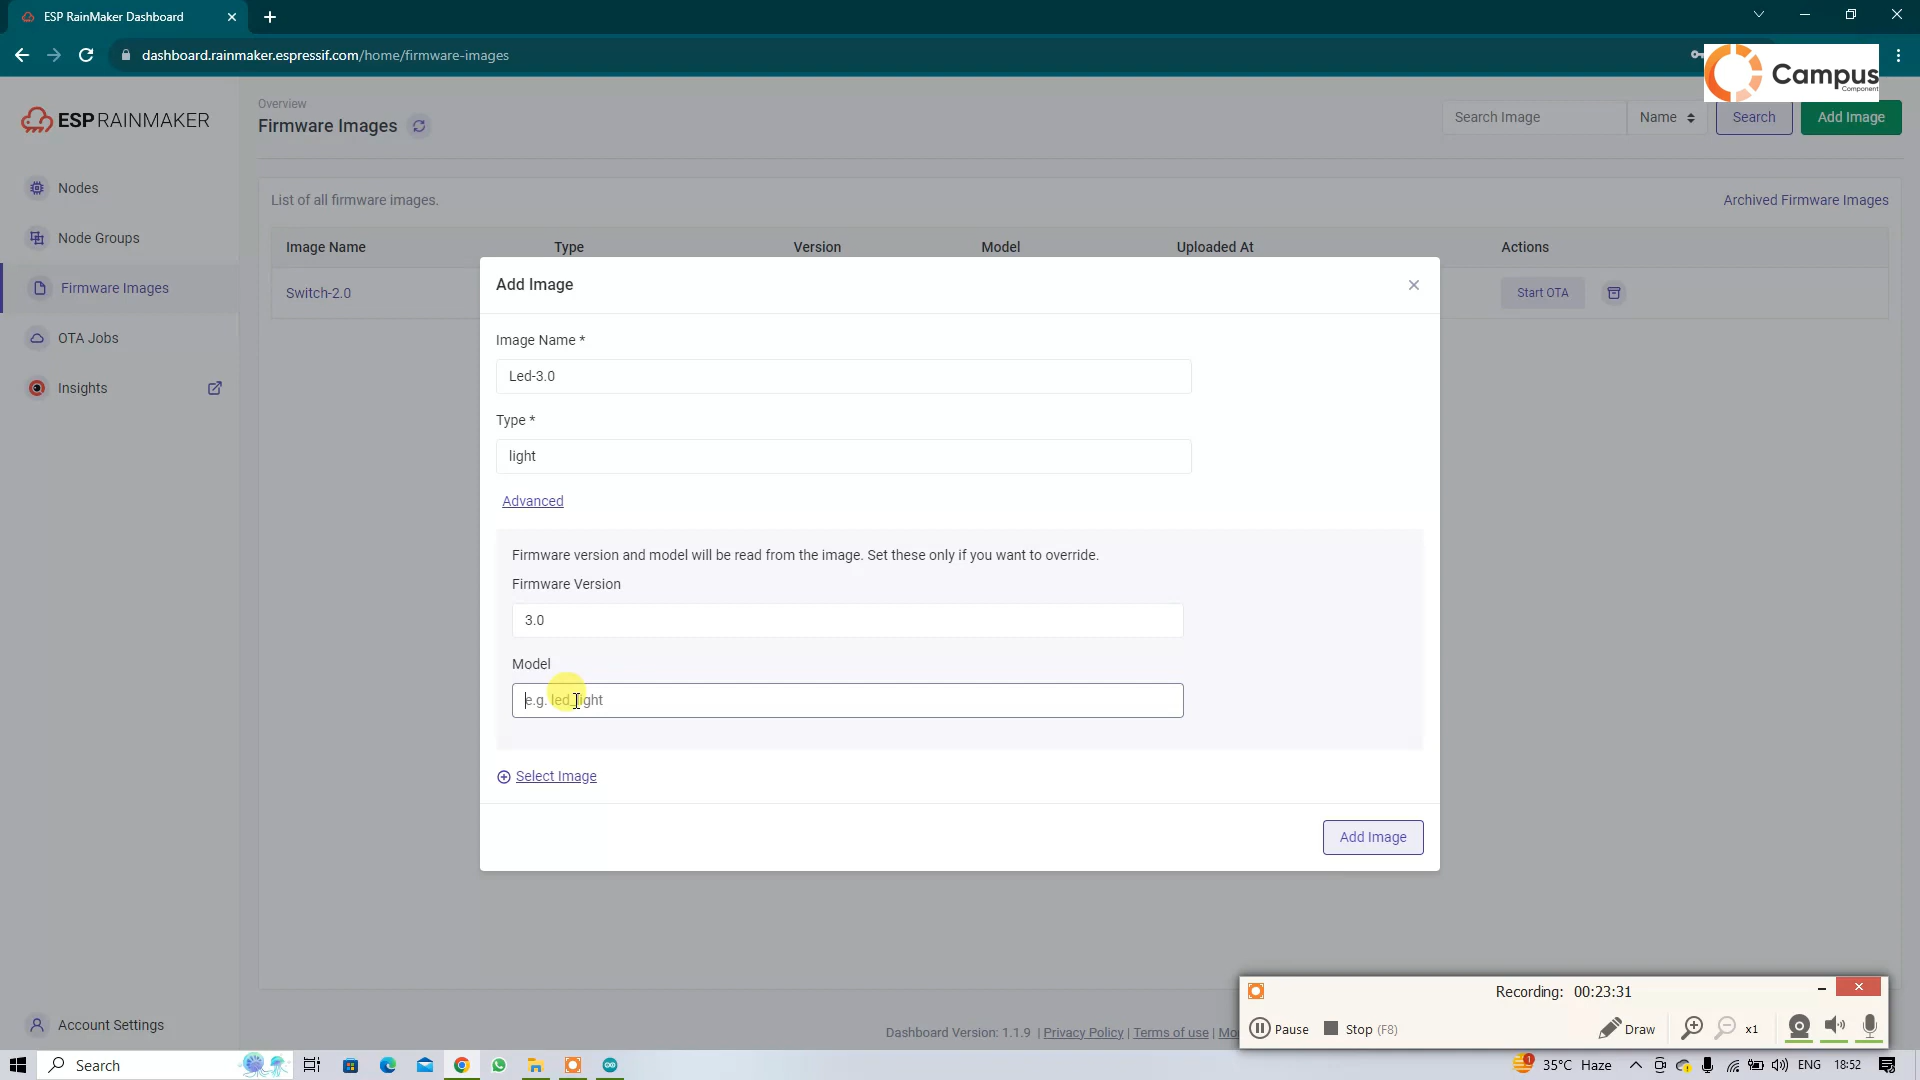 ESP RainMaker Dashboard
dashboard.rainmaker.espressif.com/home/firmware-images
Campus
Component
ESP RAINMAKER
Overview
Firmware Images
Search Image
Name
Search
Add Image
Nodes
Node Groups
Firmware Images
OTA Jobs
Insights
Account Settings
List of all firmware images.
Archived Firmware Images
Image Name
Type
Version
Model
Uploaded At
Actions
Switch-2.0
Start OTA
Add Image
Image Name *
Led-3.0
Type *
light
Advanced
Firmware version and model will be read from the image. Set these only if you want to override.
Firmware Version
3.0
Model
e.g. led_light
Select Image
Add Image
Dashboard Version: 1.1.9 | Privacy Policy | Terms of use |
Recording: 00:23:31
Pause
Stop (F8)
Draw
x1
Search
1
35°C Haze
ENG
18:52